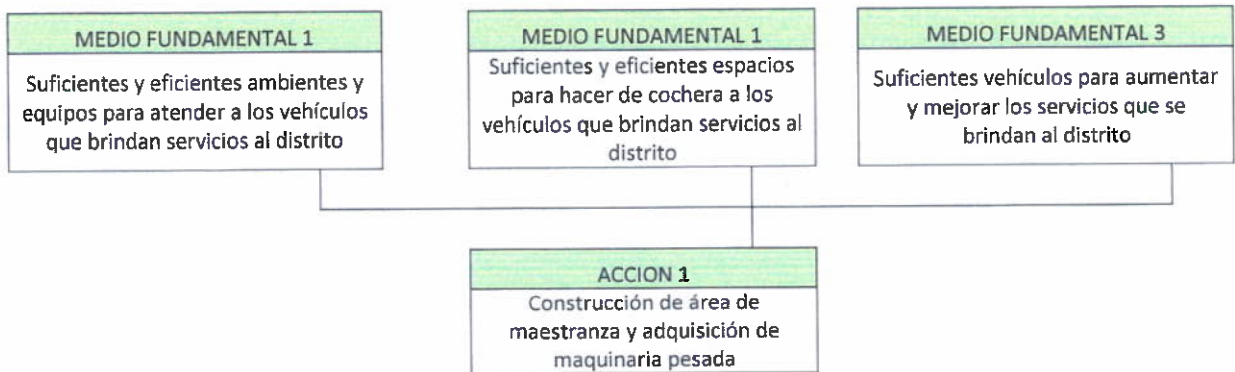 MEDIO FUNDAMENTAL 1
Suficientes y eficientes ambientes y
equipos para atender a los vehículos
que brindan servicios al distrito
MEDIO FUNDAMENTAL 1
Suficientes y eficientes espacios
para hacer de cochera a los
vehículos que brindan servicios al
distrito
MEDIO FUNDAMENTAL 3
Suficientes vehículos para aumentar
y mejorar los servicios que se
brindan al distrito
ACCION 1
Construcción de área de
maestranza y adquisición de
maquinaria pesada